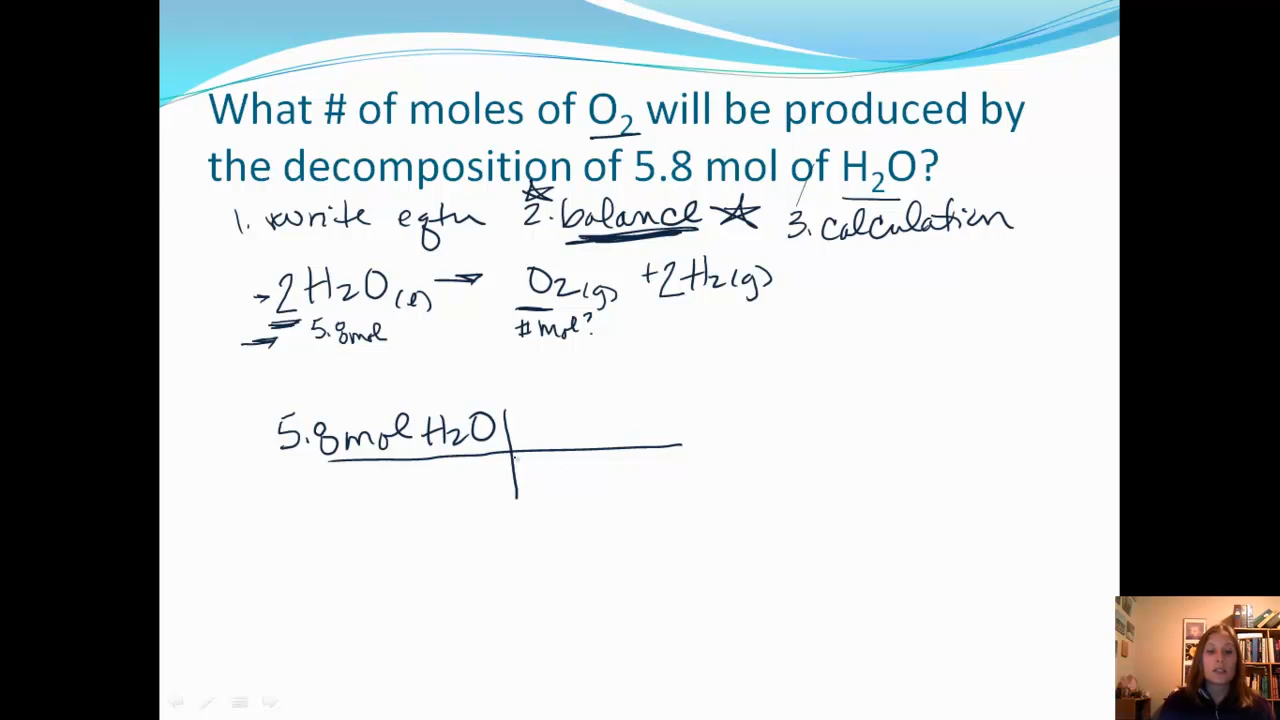 What # of moles of O₂ will be produced by
the decomposition of 5.8 mol of H₂O?
1. write eqtn 2. balance 3. calculation
2H₂O(l) → O₂(g) + 2H₂(g)
5.8mol # mol?
5.8mol H₂O